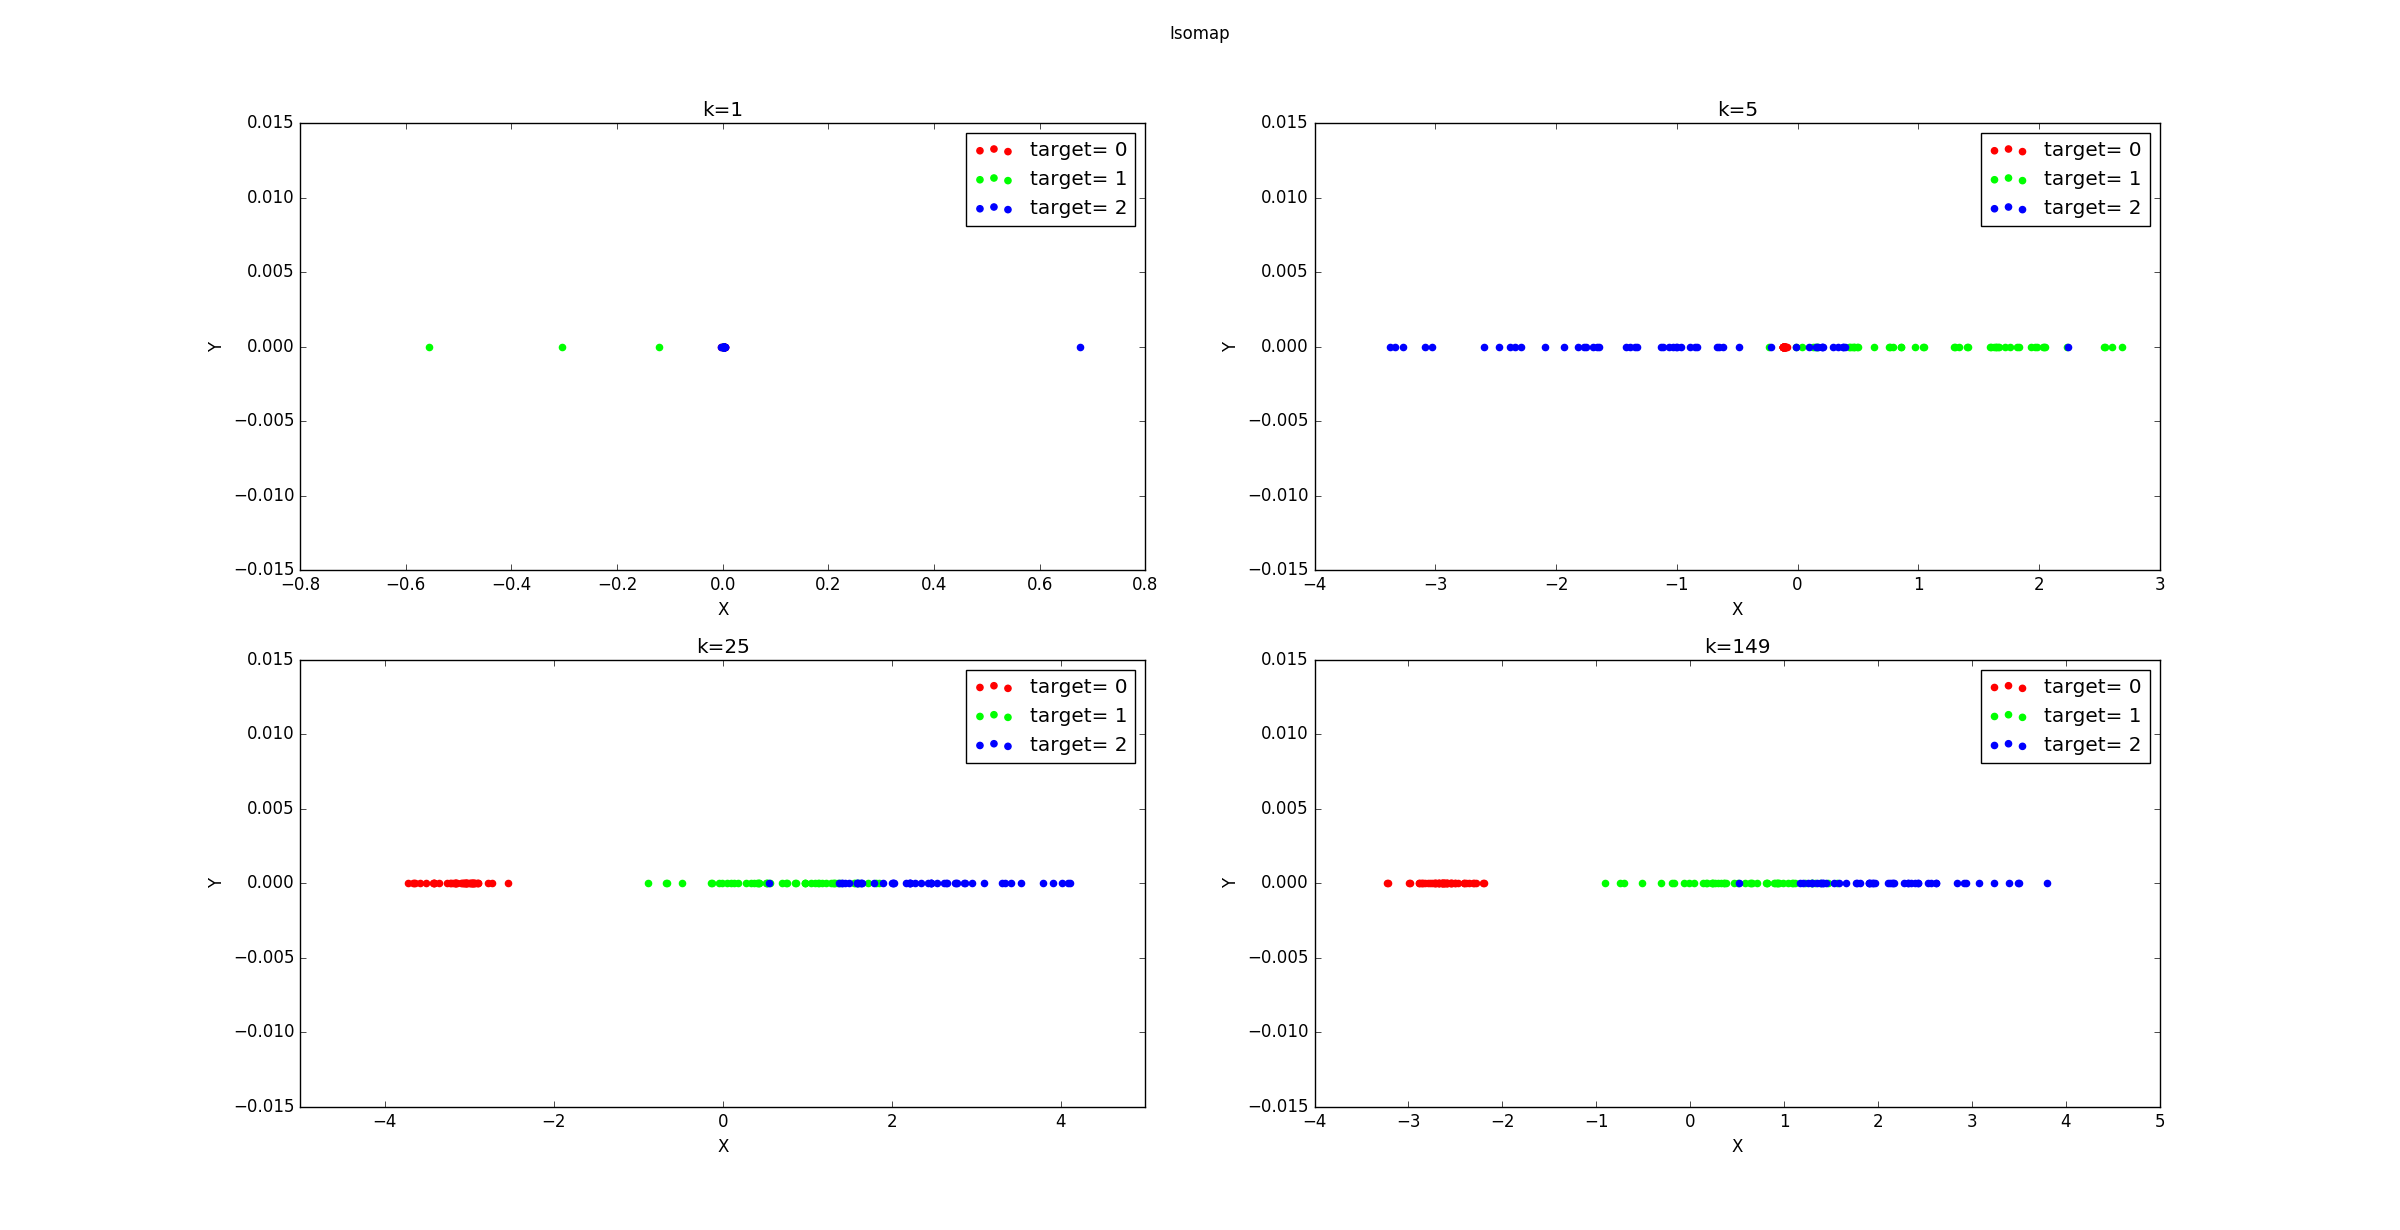 Isomap
k=1
0.015
0.010
0.005
0.000
−0.005
−0.010
−0.015
Y
target= 0
target= 1
target= 2
−0.8 −0.6 −0.4 −0.2 0.0 0.2 0.4 0.6 0.8
X
k=5
0.015
0.010
0.005
0.000
−0.005
−0.010
−0.015
Y
target= 0
target= 1
target= 2
−4 −3 −2 −1 0 1 2 3
X
k=25
0.015
0.010
0.005
0.000
−0.005
−0.010
−0.015
Y
target= 0
target= 1
target= 2
−4 −2 0 2 4
X
k=149
0.015
0.010
0.005
0.000
−0.005
−0.010
−0.015
Y
target= 0
target= 1
target= 2
−4 −3 −2 −1 0 1 2 3 4 5
X